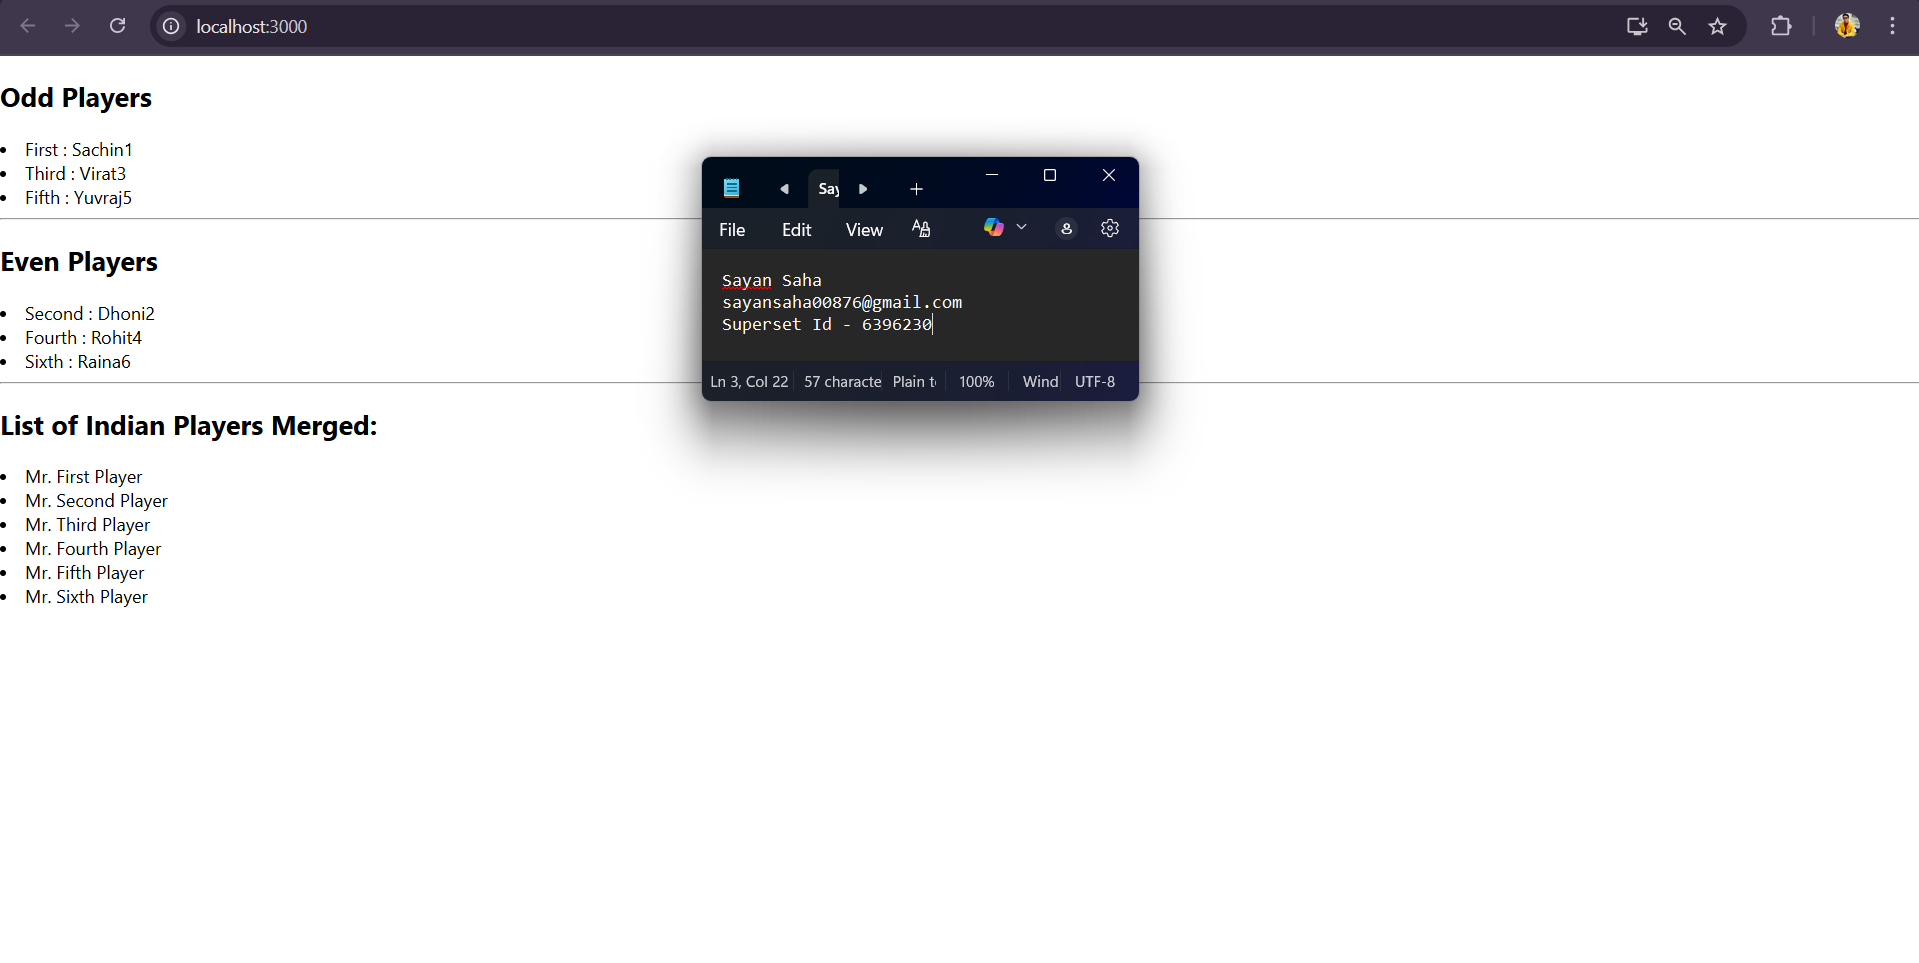 localhost:3000
Odd Players
First : Sachin1
Third : Virat3
Fifth : Yuvraj5
Even Players
Second : Dhoni2
Fourth : Rohit4
Sixth : Raina6
List of Indian Players Merged:
Mr. First Player
Mr. Second Player
Mr. Third Player
Mr. Fourth Player
Mr. Fifth Player
Mr. Sixth Player
Say
File Edit View
Sayan Saha
sayansaha00876@gmail.com
Superset Id - 6396230
Ln 3, Col 22 57 characte Plain t 100% Wind UTF-8